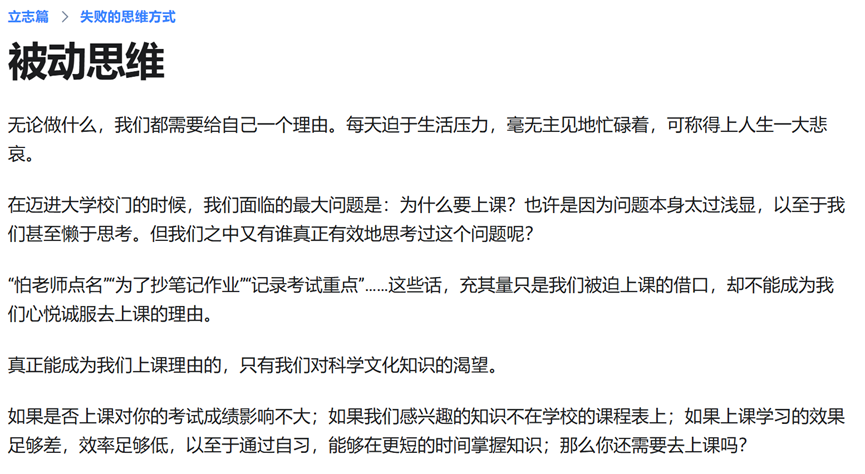 立志篇 > 失败的思维方式
被动思维
无论做什么，我们都需要给自己一个理由。每天迫于生活压力，毫无主见地忙碌着，可称得上人生一大悲
哀。
在迈进大学校门的时候，我们面临的最大问题是：为什么要上课？也许是因为问题本身太过浅显，以至于我
们甚至懒于思考。但我们之中又有谁真正有效地思考过这个问题呢？
“怕老师点名”“为了抄笔记作业”“记录考试重点”……这些话，充其量只是我们被迫上课的借口，却不能成为我
们心悦诚服去上课的理由。
真正能成为我们上课理由的，只有我们对科学文化知识的渴望。
如果是否上课对你的考试成绩影响不大；如果我们感兴趣的知识不在学校的课程表上；如果上课学习的效果
足够差，效率足够低，以至于通过自习，能够在更短的时间掌握知识；那么你还需要去上课吗？